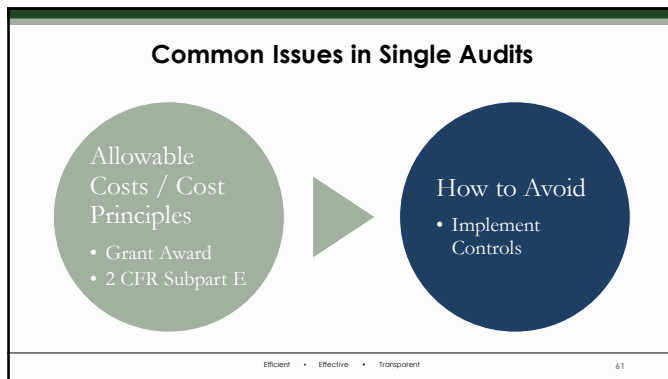 Common Issues in Single Audits
Allowable
Costs / Cost
Principles
• Grant Award
• 2 CFR Subpart E
How to Avoid
• Implement
Controls
Efficient • Effective • Transparent
61